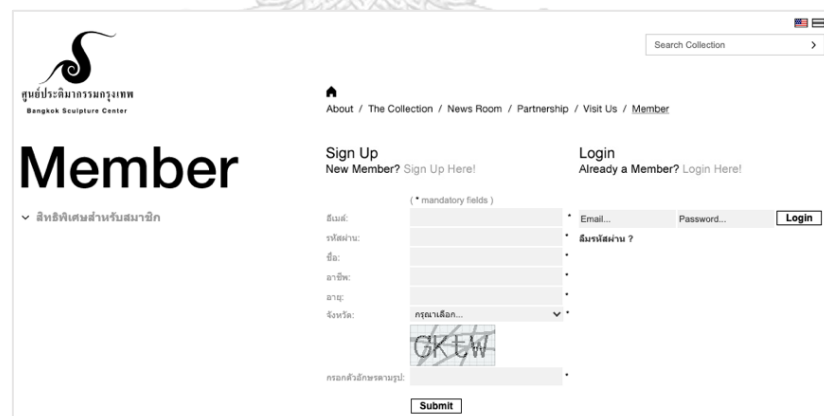 Search Collection
ศูนย์ประติมากรรมกรุงเทพ
Bangkok Sculpture Center
About / The Collection / News Room / Partnership / Visit Us / Member
Member
สิทธิพิเศษสำหรับสมาชิก
Sign Up
New Member? Sign Up Here!
( * mandatory fields )
อีเมล์: *
รหัสผ่าน: *
ชื่อ: *
อาชีพ: *
อายุ: *
จังหวัด: กรุณาเลือก... *
GKtW
กรอกตัวอักษรตามรูป: *
Submit
Login
Already a Member? Login Here!
Email... Password... Login
ลืมรหัสผ่าน ?